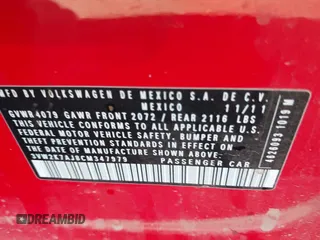 MFD BY VOLKSWAGEN DE MEXICO S.A. DE C.V.
MEXICO 11/11
GVWR 4079 GAWR FRONT 2072 / REAR 2116 LBS
THIS VEHICLE CONFORMS TO ALL APPLICABLE
FEDERAL MOTOR VEHICLE SAFETY, BUMPER AND
THEFT PREVENTION STANDARDS IN EFFECT ON
DATE OF MANUFACTURE SHOWN ABOVE
3VW2K7AJ8CM347979 PASSENGER CAR